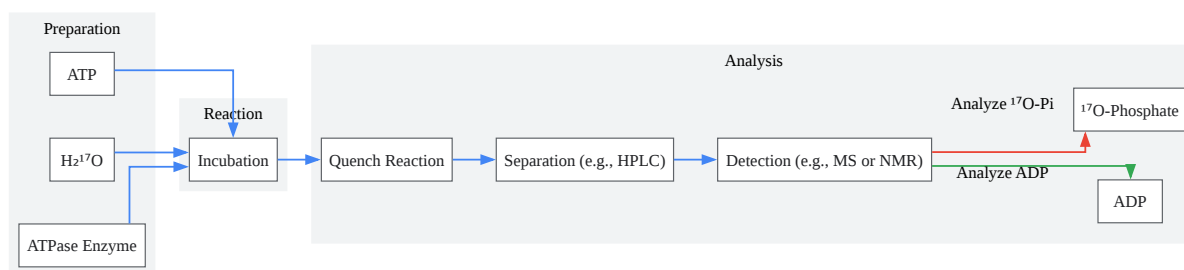 Preparation
ATP
H₂¹⁷O
ATPase Enzyme
Reaction
Incubation
Analysis
Quench Reaction
Separation (e.g., HPLC)
Detection (e.g., MS or NMR)
Analyze ¹⁷O-Pi
¹⁷O-Phosphate
Analyze ADP
ADP